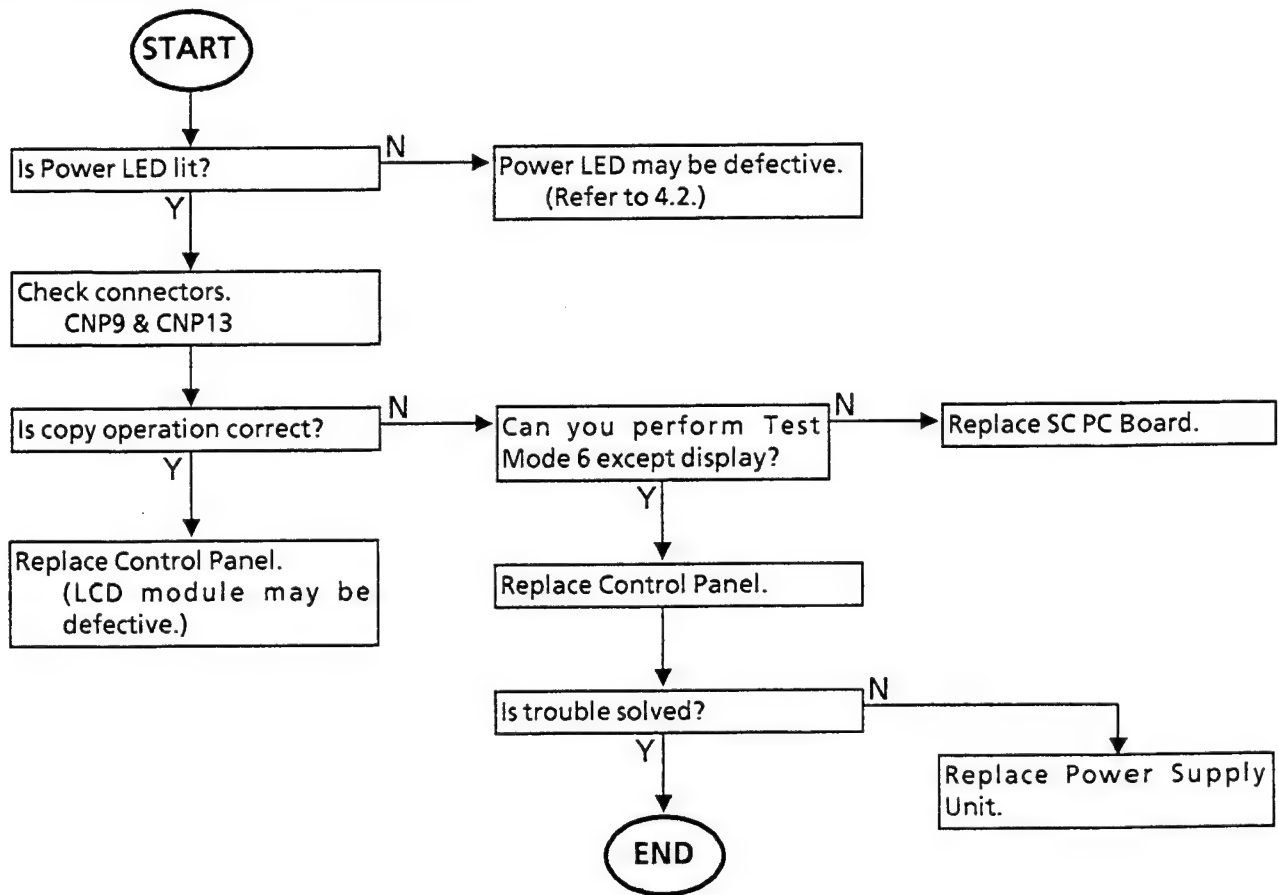 START
Is Power LED lit?
N
Power LED may be defective.
(Refer to 4.2.)
Y
Check connectors.
CNP9 & CNP13
Is copy operation correct?
N
Can you perform Test
Mode 6 except display?
N
Replace SC PC Board.
Y
Y
Replace Control Panel.
(LCD module may be
defective.)
Replace Control Panel.
Is trouble solved?
N
Y
Replace Power Supply
Unit.
END